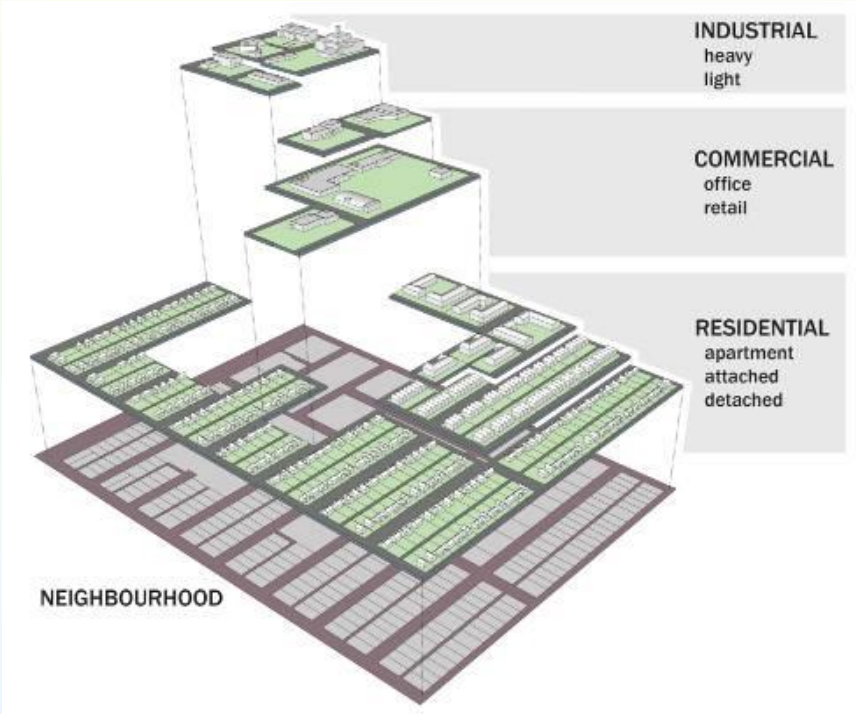 INDUSTRIAL
heavy
light
COMMERCIAL
office
retail
RESIDENTIAL
apartment
attached
detached
NEIGHBOURHOOD